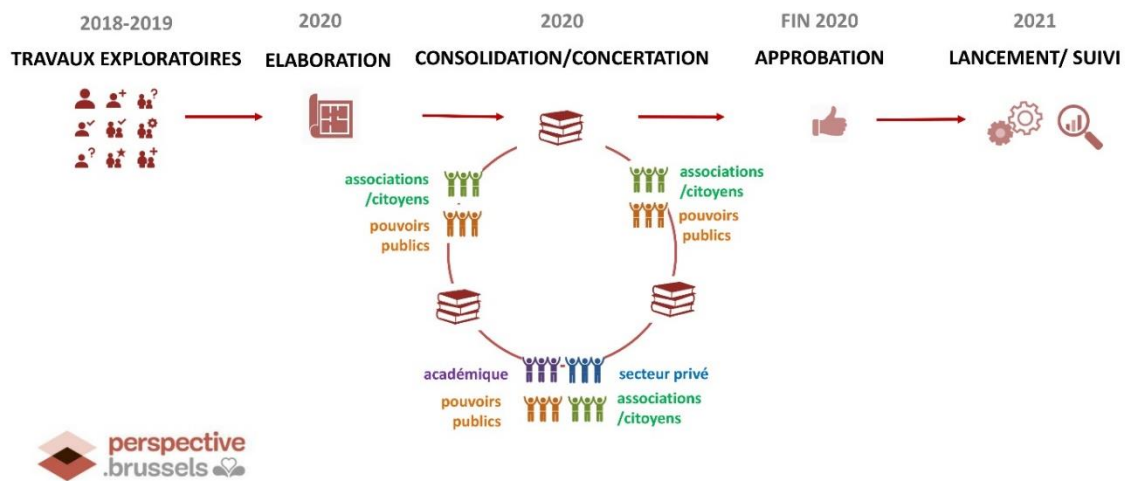 2018-2019
TRAVAUX EXPLORATOIRES
2020
ELABORATION
2020
CONSOLIDATION/CONCERTATION
FIN 2020
APPROBATION
2021
LANCEMENT/ SUIVI
associations
/citoyens
pouvoirs
publics
associations
/citoyens
pouvoirs
publics
académique
secteur privé
pouvoirs
publics
associations
/citoyens
perspective
.brussels